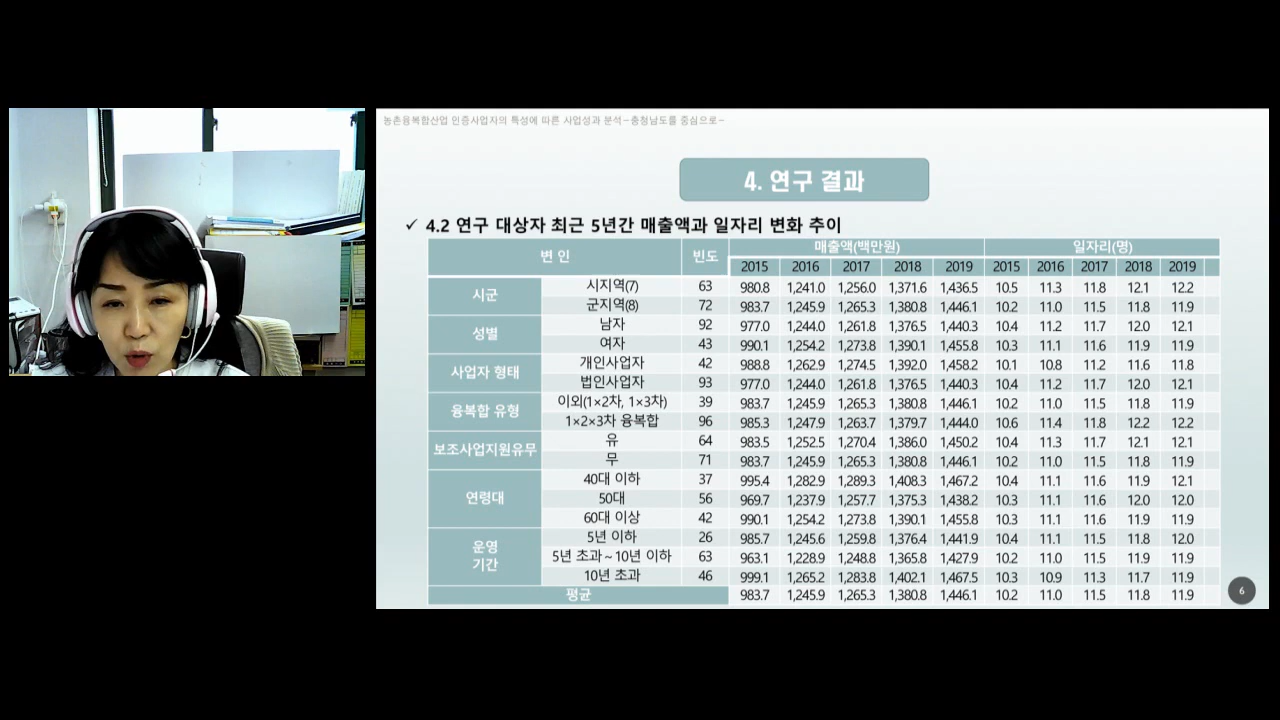 농촌융복합산업 인증사업자의 특성에 따른 사업성과 분석-충청남도를 중심으로-
4. 연구 결과
✓ 4.2 연구 대상자 최근 5년간 매출액과 일자리 변화 추이
변 인 빈도 매출액(백만원) 일자리(명)
2015 2016 2017 2018 2019 2015 2016 2017 2018 2019
시군 시지역(7) 63 980.8 1,241.0 1,256.0 1,371.6 1,436.5 10.5 11.3 11.8 12.1 12.2
군지역(8) 72 983.7 1,245.9 1,265.3 1,380.8 1,446.1 10.2 11.0 11.5 11.8 11.9
성별 남자 92 977.0 1,244.0 1,261.8 1,376.5 1,440.3 10.4 11.2 11.7 12.0 12.1
여자 43 990.1 1,254.2 1,273.8 1,390.1 1,455.8 10.3 11.1 11.6 11.9 11.9
사업자 형태 개인사업자 42 988.8 1,262.9 1,274.5 1,392.0 1,458.2 10.1 10.8 11.2 11.6 11.8
법인사업자 93 977.0 1,244.0 1,261.8 1,376.5 1,440.3 10.4 11.2 11.7 12.0 12.1
융복합 유형 이외(1×2차, 1×3차) 39 983.7 1,245.9 1,265.3 1,380.8 1,446.1 10.2 11.0 11.5 11.8 11.9
1×2×3차 융복합 96 985.3 1,247.9 1,263.7 1,379.7 1,444.0 10.6 11.4 11.8 12.2 12.2
보조사업지원유무 유 64 983.5 1,252.5 1,270.4 1,386.0 1,450.2 10.4 11.3 11.7 12.1 12.1
무 71 983.7 1,245.9 1,265.3 1,380.8 1,446.1 10.2 11.0 11.5 11.8 11.9
연령대 40대 이하 37 995.4 1,282.9 1,289.3 1,408.3 1,467.2 10.4 11.1 11.6 11.9 12.1
50대 56 969.7 1,237.9 1,257.7 1,375.3 1,438.2 10.3 11.1 11.6 12.0 12.0
60대 이상 42 990.1 1,254.2 1,273.8 1,390.1 1,455.8 10.3 11.1 11.6 11.9 11.9
운영 기간 5년 이하 26 985.7 1,245.6 1,259.8 1,376.4 1,441.9 10.4 11.1 11.5 11.8 12.0
5년 초과~10년 이하 63 963.1 1,228.9 1,248.8 1,365.8 1,427.9 10.2 11.0 11.5 11.9 11.9
10년 초과 46 999.1 1,265.2 1,283.8 1,402.1 1,467.5 10.3 10.9 11.3 11.7 11.9
평균 983.7 1,245.9 1,265.3 1,380.8 1,446.1 10.2 11.0 11.5 11.8 11.9
6